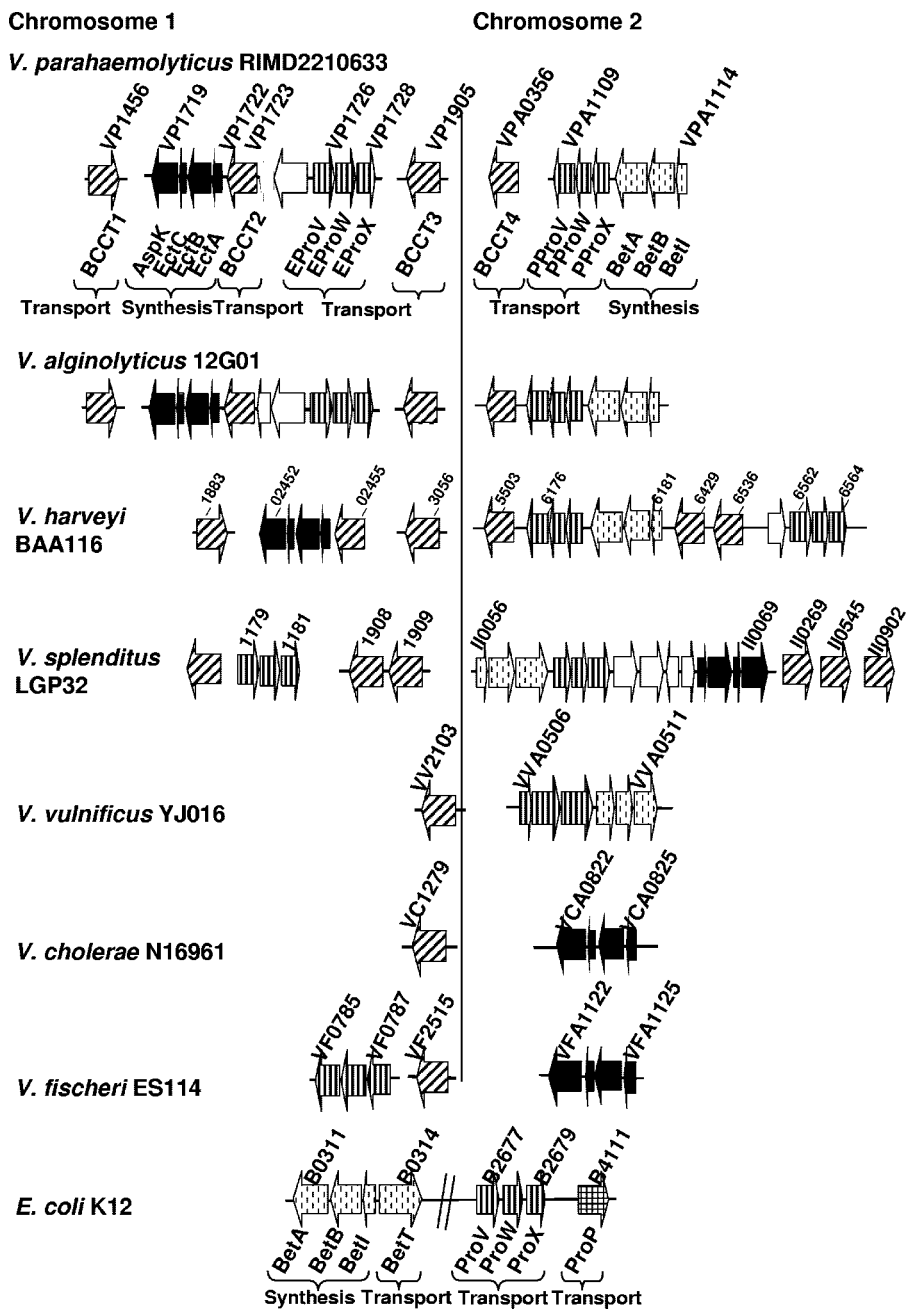 Chromosome 1 Chromosome 2
V. parahaemolyticus RIMD2210633
VP1456 VP1719 VP1722 VP1723 VP1726 VP1728 VP1905 VPA0356 VPA1109 VPA1114
BCCT1 AspK EctC EctB EctA BCCT2 EProV EProW EProX BCCT3 BCCT4 PProV PProW PProX BetA BetB BetI
Transport Synthesis Transport Transport Transport Synthesis
V. alginolyticus 12G01
1883 02452 02455 3056 5503 6176 6181 6429 6536 6562 6564
V. harveyi
BAA116
1179 1181 1908 1909 II0056 II0069 II0269 II0545 II0902
V. splenditus
LGP32
VV2103 VVA0506 VVA0511
V. vulnificus YJ016
VC1279 VCA0822 VCA0825
V. cholerae N16961
VF0785 VF0787 VF2515 VFA1122 VFA1125
V. fischeri ES114
B0311 B0314 B2677 B2679 B4111
E. coli K12
BetA BetB BetI BetT ProV ProW ProX ProP
Synthesis Transport Transport Transport